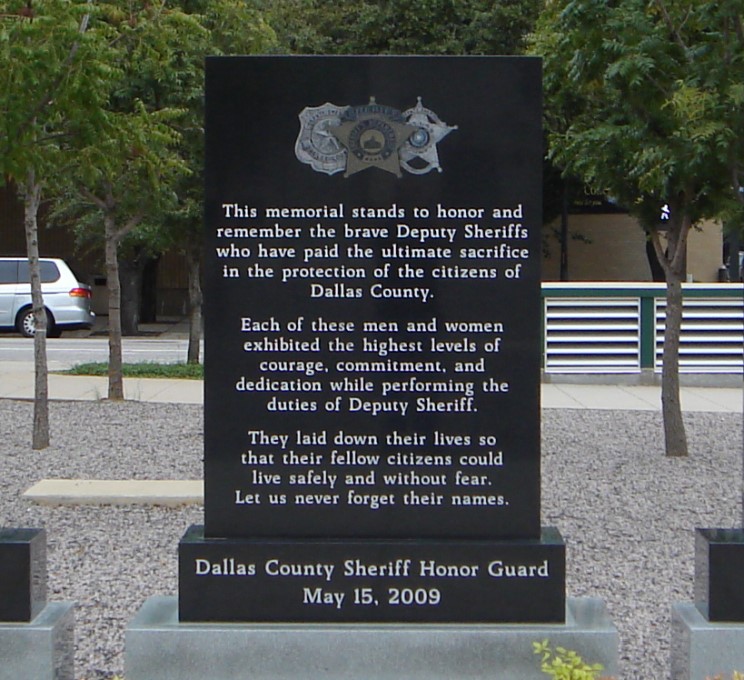 This memorial stands to honor and
remember the brave Deputy Sheriffs
who have paid the ultimate sacrifice
in the protection of the citizens of
Dallas County.
Each of these men and women
exhibited the highest levels of
courage, commitment, and
dedication while performing the
duties of Deputy Sheriff.
They laid down their lives so
that their fellow citizens could
live safely and without fear.
Let us never forget their names.
Dallas County Sheriff Honor Guard
May 15, 2009